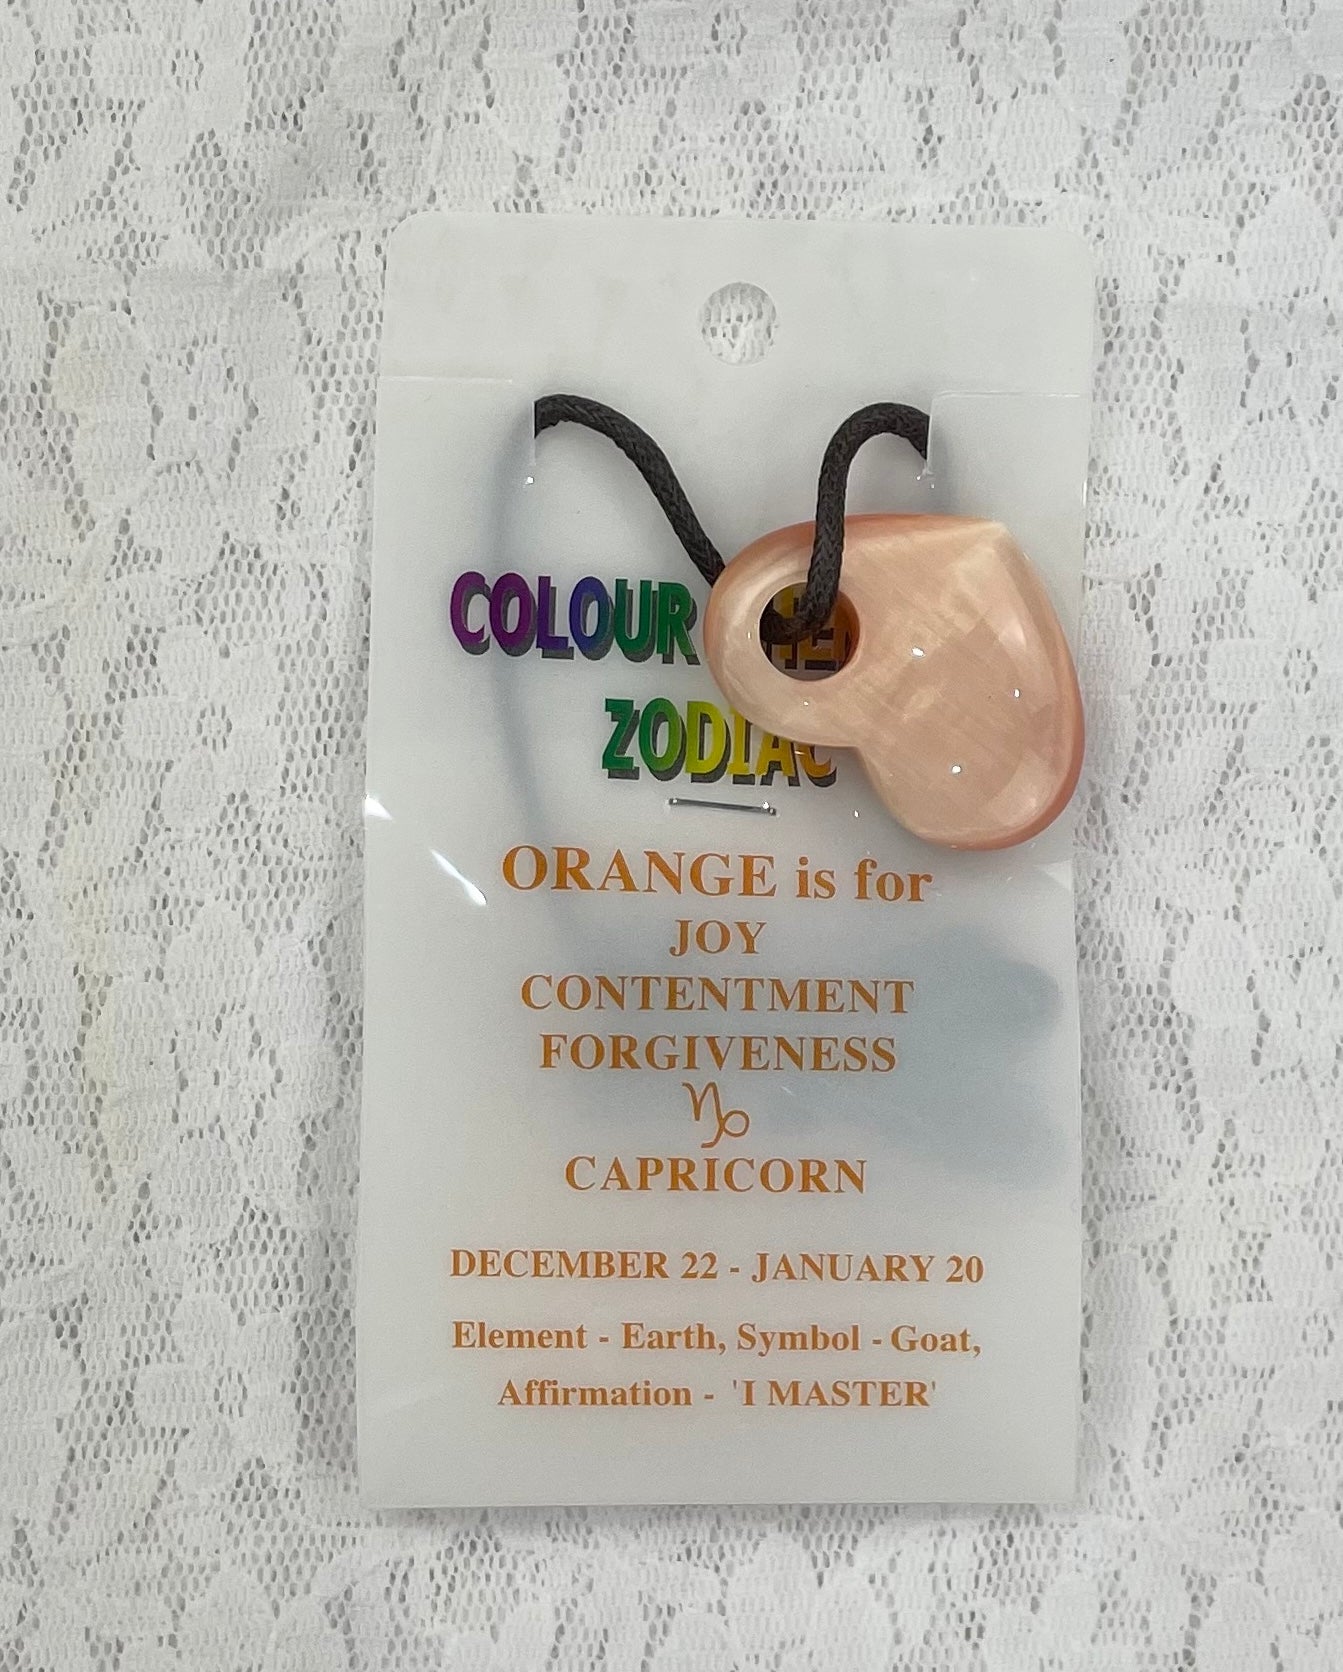 COLOUR
ZODIAC
ORANGE is for
JOY
CONTENTMENT
FORGIVENESS
♑
CAPRICORN
DECEMBER 22 - JANUARY 20
Element - Earth, Symbol - Goat,
Affirmation - 'I MASTER'